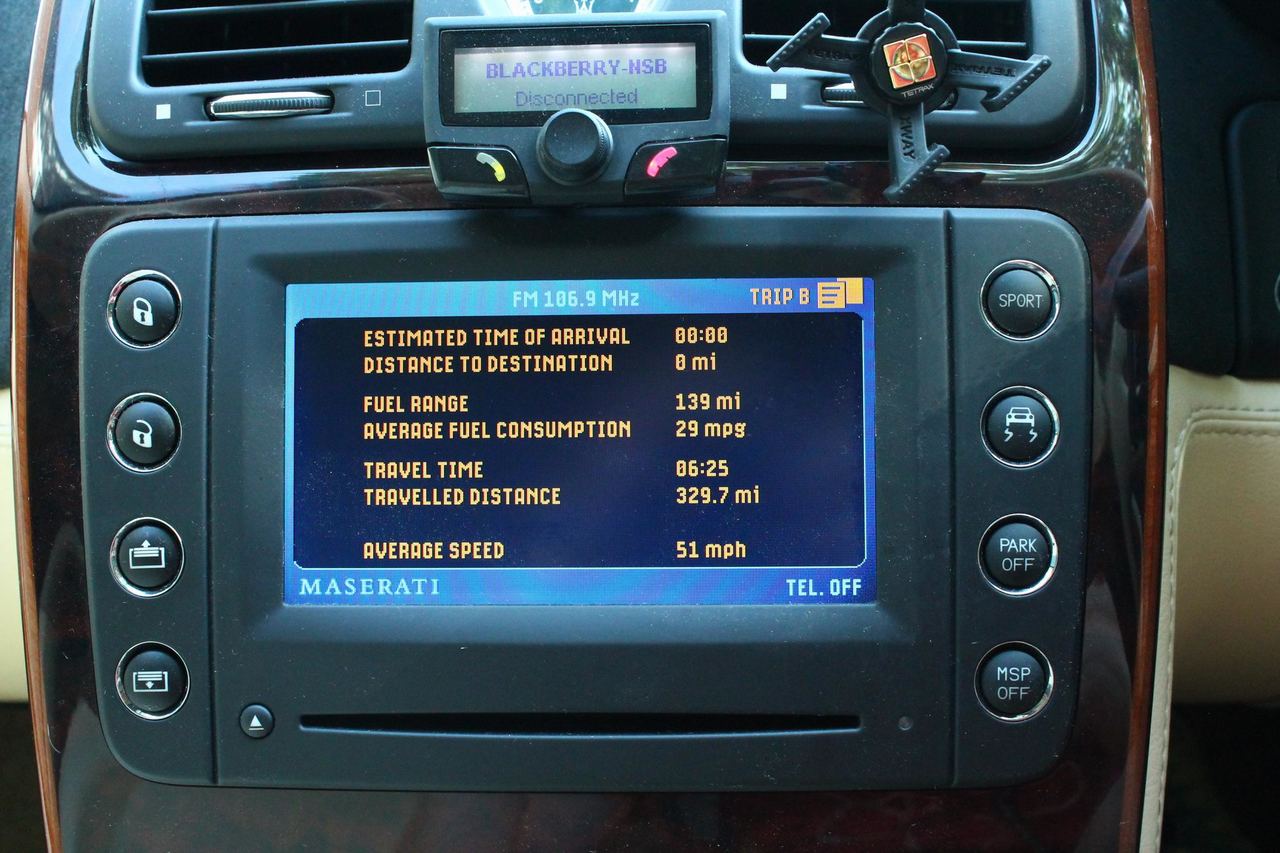 BLACKBERRY-NSB
Disconnected
TETRAX
TETRAX
TETRAX
FM 106.9 MHz TRIP B
ESTIMATED TIME OF ARRIVAL 00:00
DISTANCE TO DESTINATION 0 mi
FUEL RANGE 139 mi
AVERAGE FUEL CONSUMPTION 29 mpg
TRAVEL TIME 06:25
TRAVELLED DISTANCE 329.7 mi
AVERAGE SPEED 51 mph
MASERATI TEL. OFF
SPORT
PARK
OFF
MSP
OFF